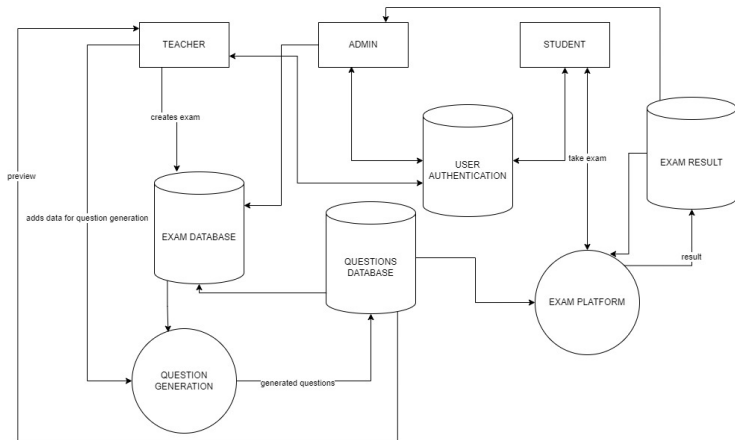 TEACHER
ADMIN
STUDENT
creates exam
take exam
USER
AUTHENTICATION
EXAM RESULT
preview
adds data for question generation
EXAM DATABASE
QUESTIONS
DATABASE
result
EXAM PLATFORM
QUESTION
GENERATION
generated questions